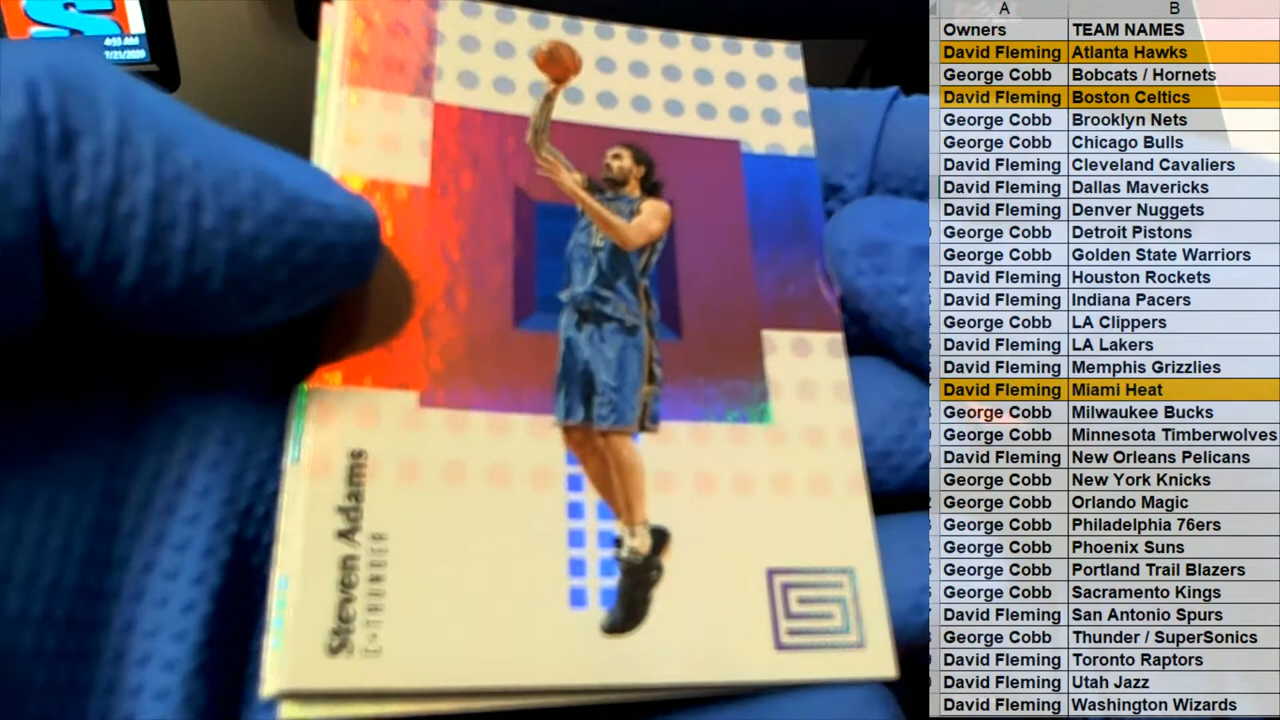 4:53 AM
7/21/2020
Steven Adams
C • THUNDER
A B
Owners TEAM NAMES
David Fleming Atlanta Hawks
George Cobb Bobcats / Hornets
David Fleming Boston Celtics
George Cobb Brooklyn Nets
George Cobb Chicago Bulls
David Fleming Cleveland Cavaliers
David Fleming Dallas Mavericks
David Fleming Denver Nuggets
George Cobb Detroit Pistons
George Cobb Golden State Warriors
David Fleming Houston Rockets
David Fleming Indiana Pacers
George Cobb LA Clippers
David Fleming LA Lakers
David Fleming Memphis Grizzlies
David Fleming Miami Heat
George Cobb Milwaukee Bucks
George Cobb Minnesota Timberwolves
David Fleming New Orleans Pelicans
George Cobb New York Knicks
George Cobb Orlando Magic
George Cobb Philadelphia 76ers
George Cobb Phoenix Suns
George Cobb Portland Trail Blazers
George Cobb Sacramento Kings
David Fleming San Antonio Spurs
George Cobb Thunder / SuperSonics
David Fleming Toronto Raptors
David Fleming Utah Jazz
David Fleming Washington Wizards